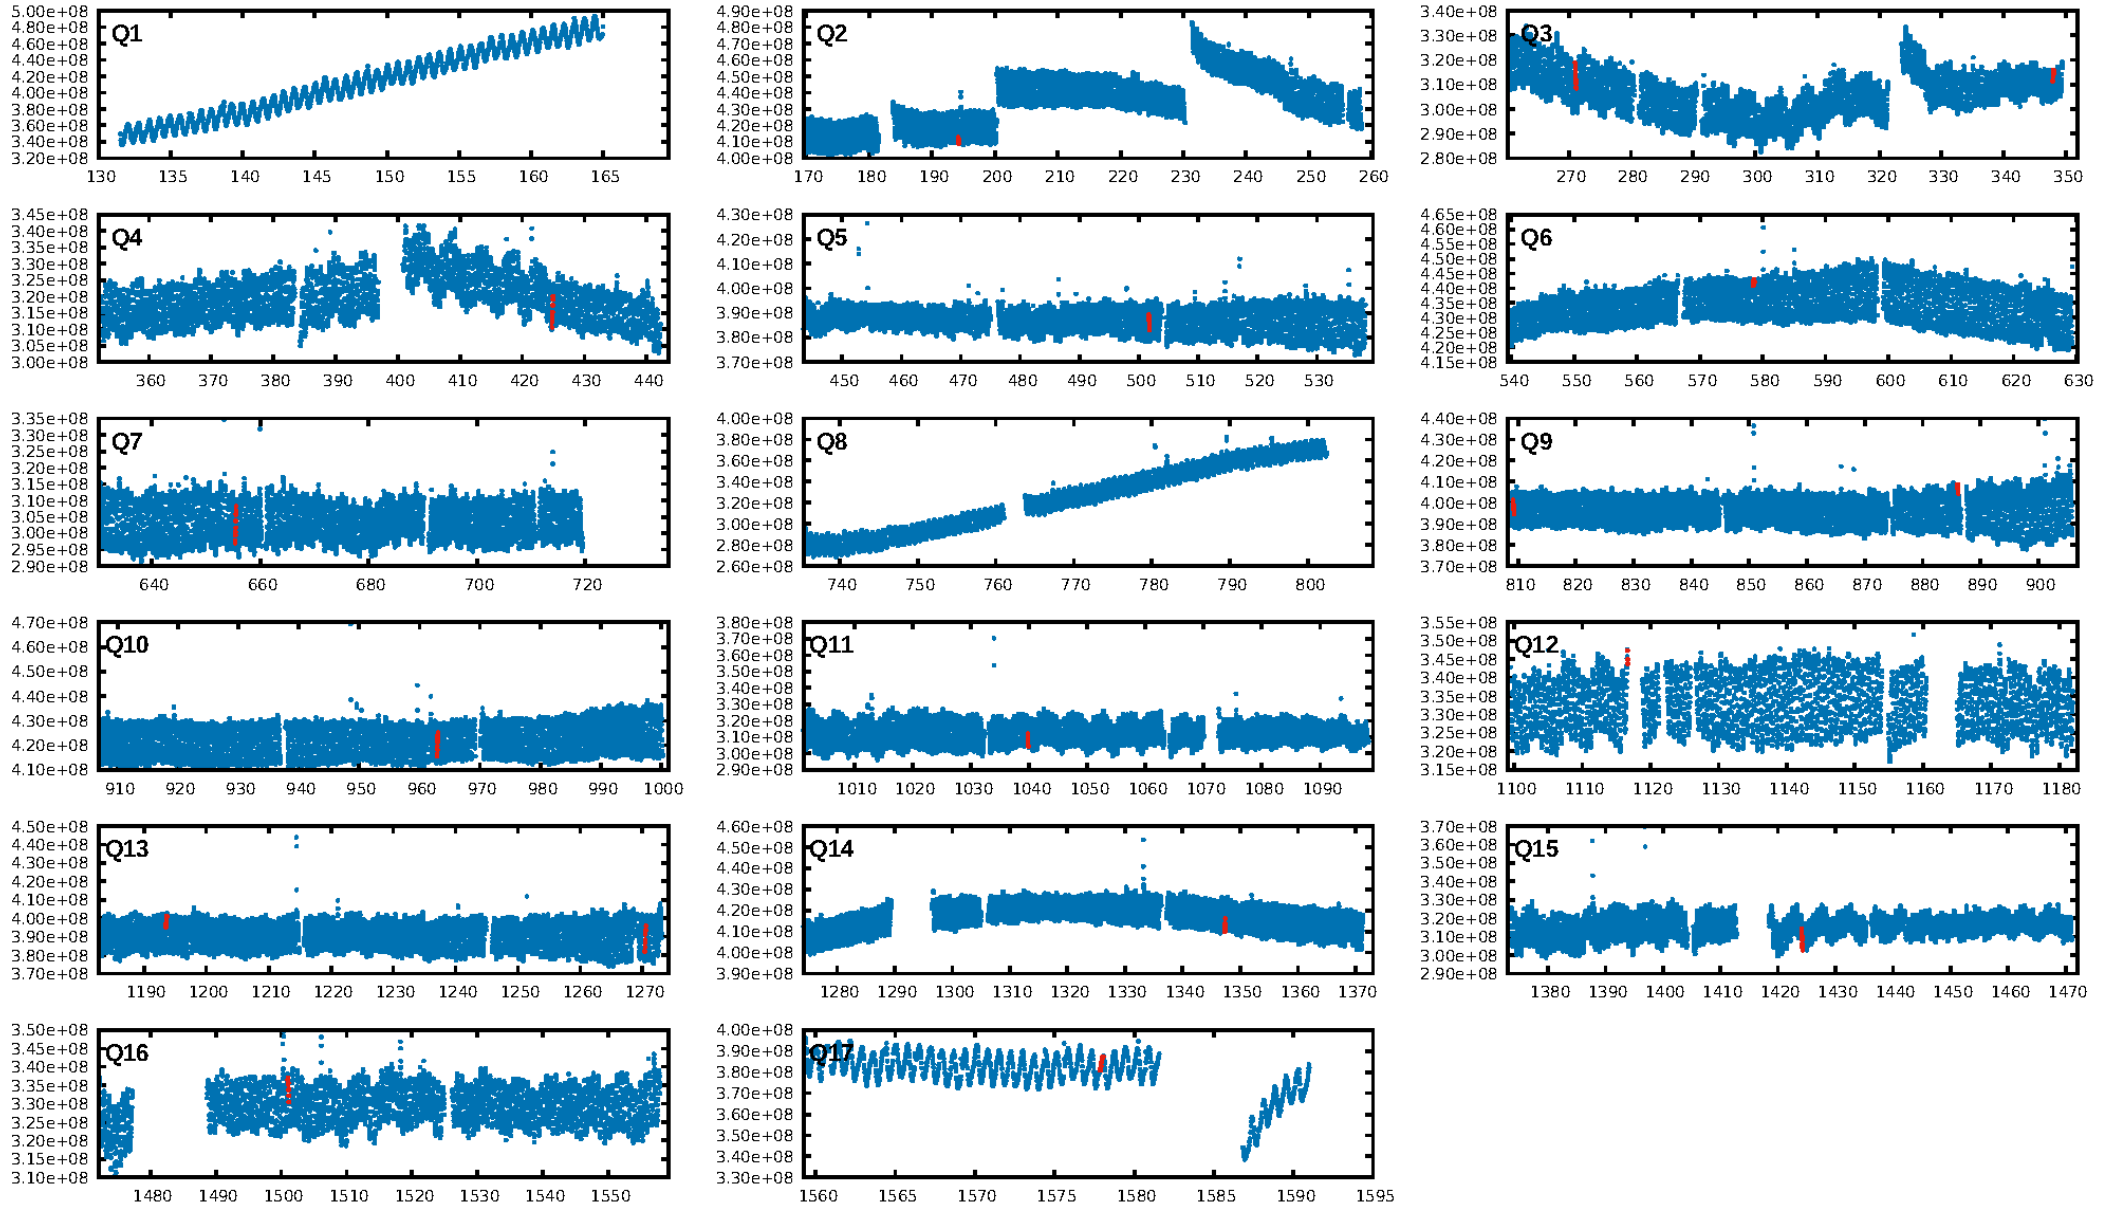 5.00e+08
4.80e+08
4.60e+08
4.40e+08
4.20e+08
4.00e+08
3.80e+08
3.60e+08
3.40e+08
3.20e+08
Q1
130 135 140 145 150 155 160 165
4.90e+08
4.80e+08
4.70e+08
4.60e+08
4.50e+08
4.40e+08
4.30e+08
4.20e+08
4.10e+08
4.00e+08
Q2
170 180 190 200 210 220 230 240 250 260
3.40e+08
3.30e+08
3.20e+08
3.10e+08
3.00e+08
2.90e+08
2.80e+08
Q3
270 280 290 300 310 320 330 340 350
3.45e+08
3.40e+08
3.35e+08
3.30e+08
3.25e+08
3.20e+08
3.15e+08
3.10e+08
3.05e+08
3.00e+08
Q4
360 370 380 390 400 410 420 430 440
4.30e+08
4.20e+08
4.10e+08
4.00e+08
3.90e+08
3.80e+08
3.70e+08
Q5
450 460 470 480 490 500 510 520 530
4.65e+08
4.60e+08
4.55e+08
4.50e+08
4.45e+08
4.40e+08
4.35e+08
4.30e+08
4.25e+08
4.20e+08
4.15e+08
Q6
540 550 560 570 580 590 600 610 620 630
3.35e+08
3.30e+08
3.25e+08
3.20e+08
3.15e+08
3.10e+08
3.05e+08
3.00e+08
2.95e+08
2.90e+08
Q7
640 660 680 700 720
4.00e+08
3.80e+08
3.60e+08
3.40e+08
3.20e+08
3.00e+08
2.80e+08
2.60e+08
Q8
740 750 760 770 780 790 800
4.40e+08
4.30e+08
4.20e+08
4.10e+08
4.00e+08
3.90e+08
3.80e+08
3.70e+08
Q9
810 820 830 840 850 860 870 880 890 900
4.70e+08
4.60e+08
4.50e+08
4.40e+08
4.30e+08
4.20e+08
4.10e+08
Q10
910 920 930 940 950 960 970 980 990 1000
3.80e+08
3.70e+08
3.60e+08
3.50e+08
3.40e+08
3.30e+08
3.20e+08
3.10e+08
3.00e+08
2.90e+08
Q11
1010 1020 1030 1040 1050 1060 1070 1080 1090
3.55e+08
3.50e+08
3.45e+08
3.40e+08
3.35e+08
3.30e+08
3.25e+08
3.20e+08
3.15e+08
Q12
1100 1110 1120 1130 1140 1150 1160 1170 1180
4.50e+08
4.40e+08
4.30e+08
4.20e+08
4.10e+08
4.00e+08
3.90e+08
3.80e+08
3.70e+08
Q13
1190 1200 1210 1220 1230 1240 1250 1260 1270
4.60e+08
4.50e+08
4.40e+08
4.30e+08
4.20e+08
4.10e+08
4.00e+08
3.90e+08
Q14
1280 1290 1300 1310 1320 1330 1340 1350 1360 1370
3.70e+08
3.60e+08
3.50e+08
3.40e+08
3.30e+08
3.20e+08
3.10e+08
3.00e+08
2.90e+08
Q15
1380 1390 1400 1410 1420 1430 1440 1450 1460 1470
3.50e+08
3.45e+08
3.40e+08
3.35e+08
3.30e+08
3.25e+08
3.20e+08
3.15e+08
3.10e+08
Q16
1480 1490 1500 1510 1520 1530 1540 1550
4.00e+08
3.90e+08
3.80e+08
3.70e+08
3.60e+08
3.50e+08
3.40e+08
3.30e+08
Q17
1560 1565 1570 1575 1580 1585 1590 1595